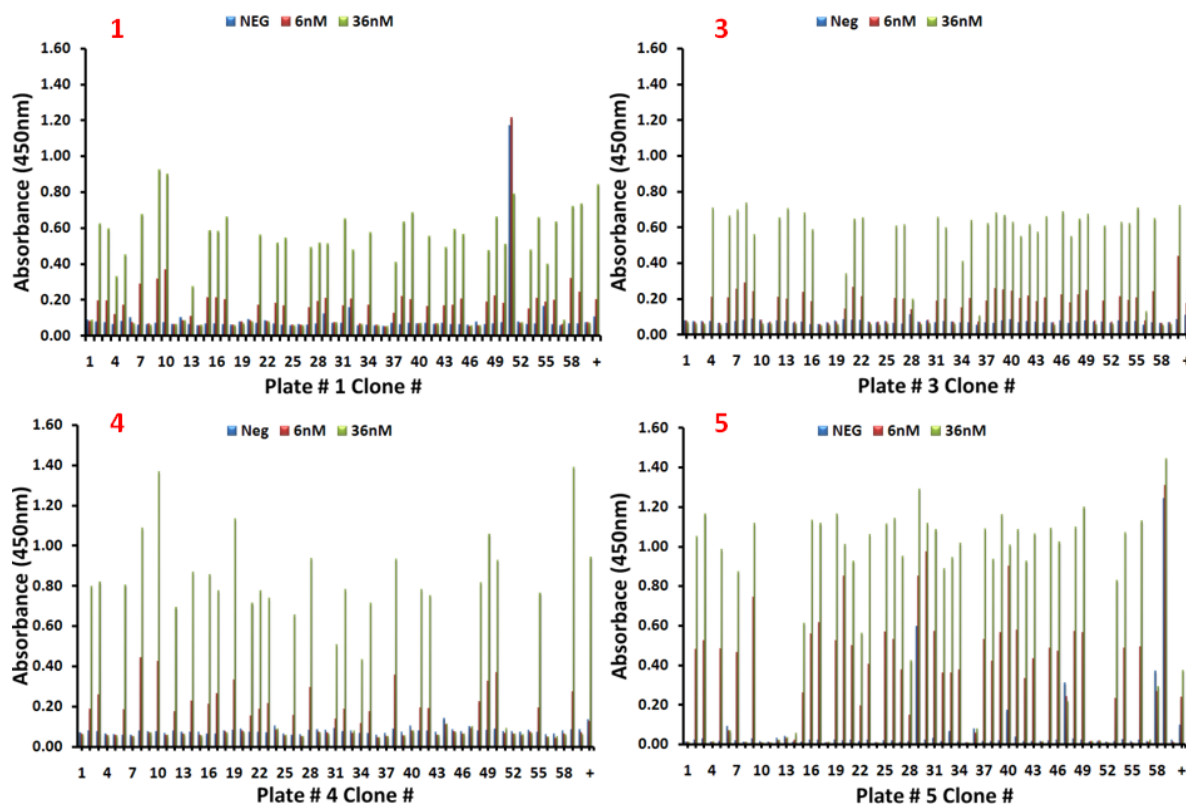 1
NEG 6nM 36nM
Absorbance (450nm)
1.60
1.40
1.20
1.00
0.80
0.60
0.40
0.20
0.00
1 4 7 10 13 16 19 22 25 28 31 34 37 40 43 46 49 52 55 58 +
Plate # 1 Clone #
3
Neg 6nM 36nM
Absorbance (450nm)
1.60
1.40
1.20
1.00
0.80
0.60
0.40
0.20
0.00
1 4 7 10 13 16 19 22 25 28 31 34 37 40 43 46 49 52 55 58 +
Plate # 3 Clone #
4
Neg 6nM 36nM
Absorbance (450nm)
1.60
1.40
1.20
1.00
0.80
0.60
0.40
0.20
0.00
1 4 7 10 13 16 19 22 25 28 31 34 37 40 43 46 49 52 55 58 +
Plate # 4 Clone #
5
NEG 6nM 36nM
Absorbace (450nm)
1.60
1.40
1.20
1.00
0.80
0.60
0.40
0.20
0.00
1 4 7 10 13 16 19 22 25 28 31 34 37 40 43 46 49 52 55 58 +
Plate # 5 Clone #